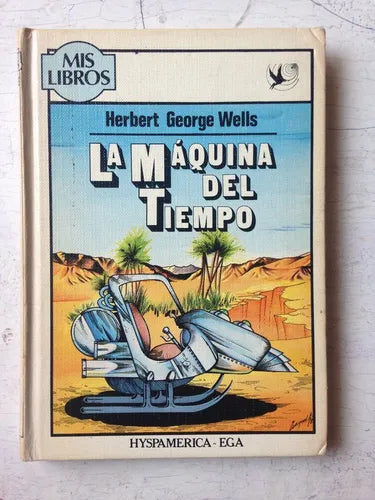 MIS
LIBROS
Herbert George Wells
LA MÁQUINA
DEL
TIEMPO
HYSPAMERICA - EGA